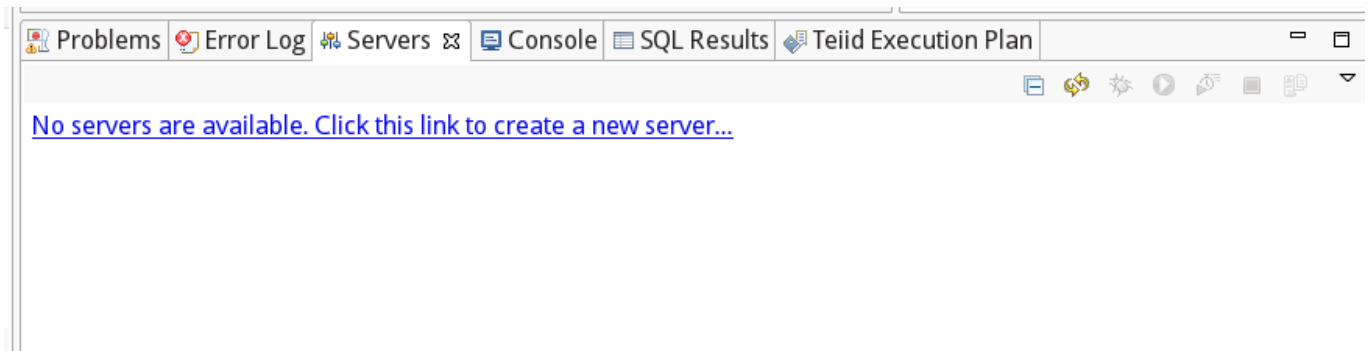 Problems Error Log Servers Console SQL Results Teiid Execution Plan
No servers are available. Click this link to create a new server...